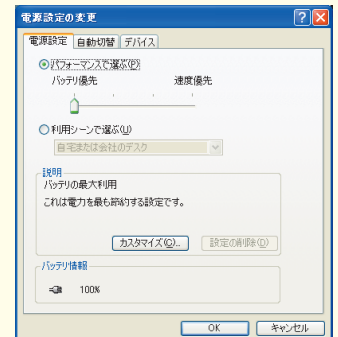 電源設定の変更
電源設定 自動切替 デバイス
パフォーマンスで選ぶ(P)
バッテリ優先 速度優先
利用シーンで選ぶ(U)
自宅または会社のデスク
説明
バッテリの最大利用
これは電力を最も節約する設定です。
カスタマイズ(C)... 設定の削除(D)
バッテリ情報
100%
OK キャンセル